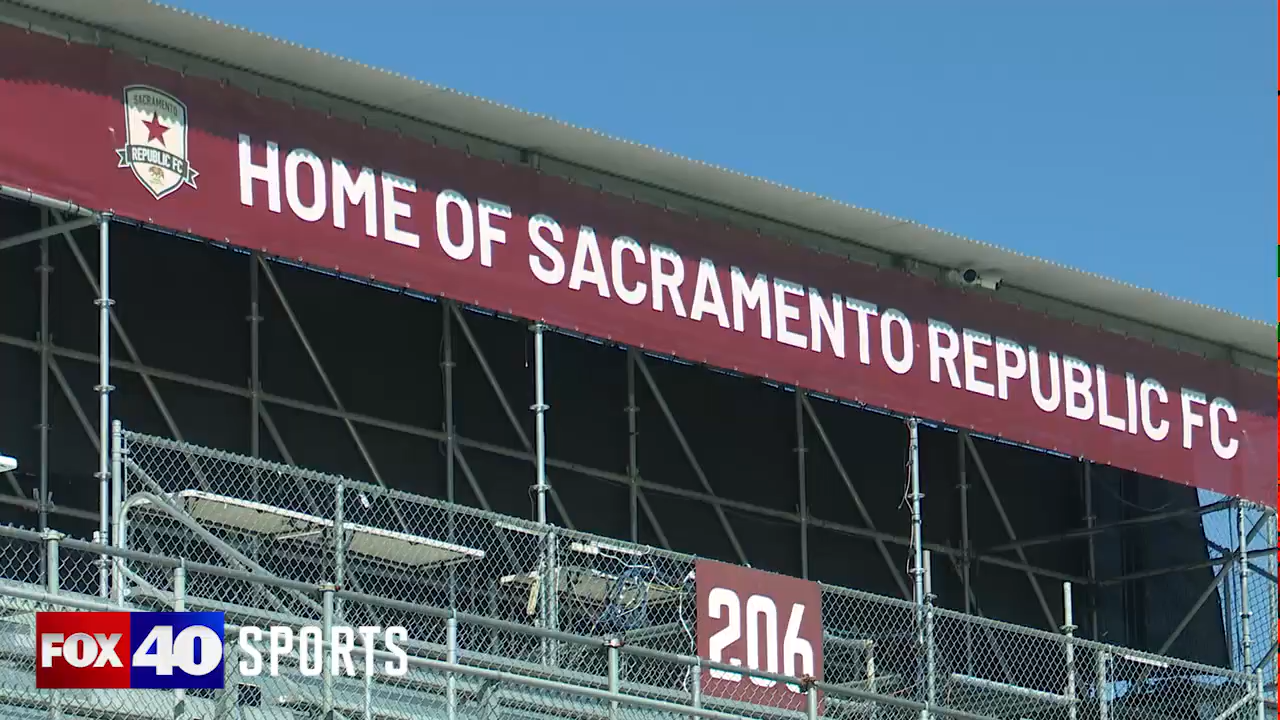 SACRAMENTO
REPUBLIC FC
HOME OF SACRAMENTO REPUBLIC FC
206
FOX 40 SPORTS